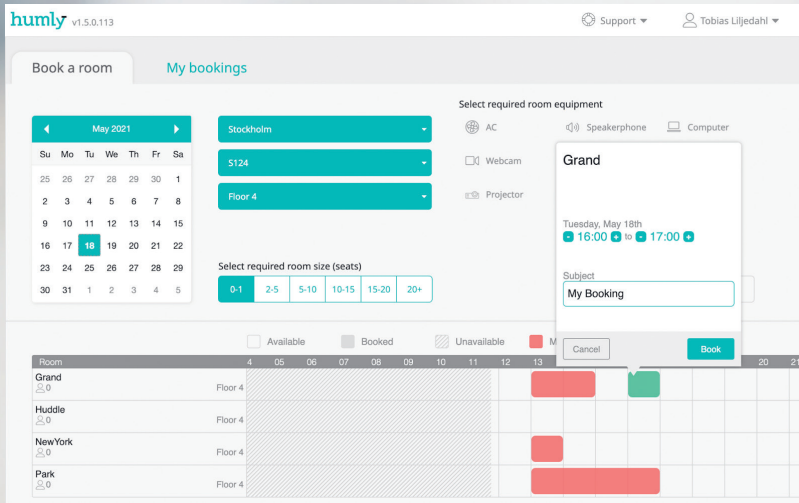 humly v1.5.0.113
Support
Tobias Liljedahl
Book a room
My bookings
May 2021
Su Mo Tu We Th Fr Sa
25 26 27 28 29 30 1
2 3 4 5 6 7 8
9 10 11 12 13 14 15
16 17 18 19 20 21 22
23 24 25 26 27 28 29
30 31 1 2 3 4 5
Stockholm
S124
Floor 4
Select required room size (seats)
0-1 2-5 5-10 10-15 15-20 20+
Select required room equipment
AC Speakerphone Computer
Webcam
Projector
Grand
Tuesday, May 18th
- 16:00 + to - 17:00 +
Subject
My Booking
Cancel Book
Available Booked Unavailable M
Room 4 05 06 07 08 09 10 11 12 13 20 21
Grand
0 Floor 4
Huddle
0 Floor 4
NewYork
0 Floor 4
Park
0 Floor 4